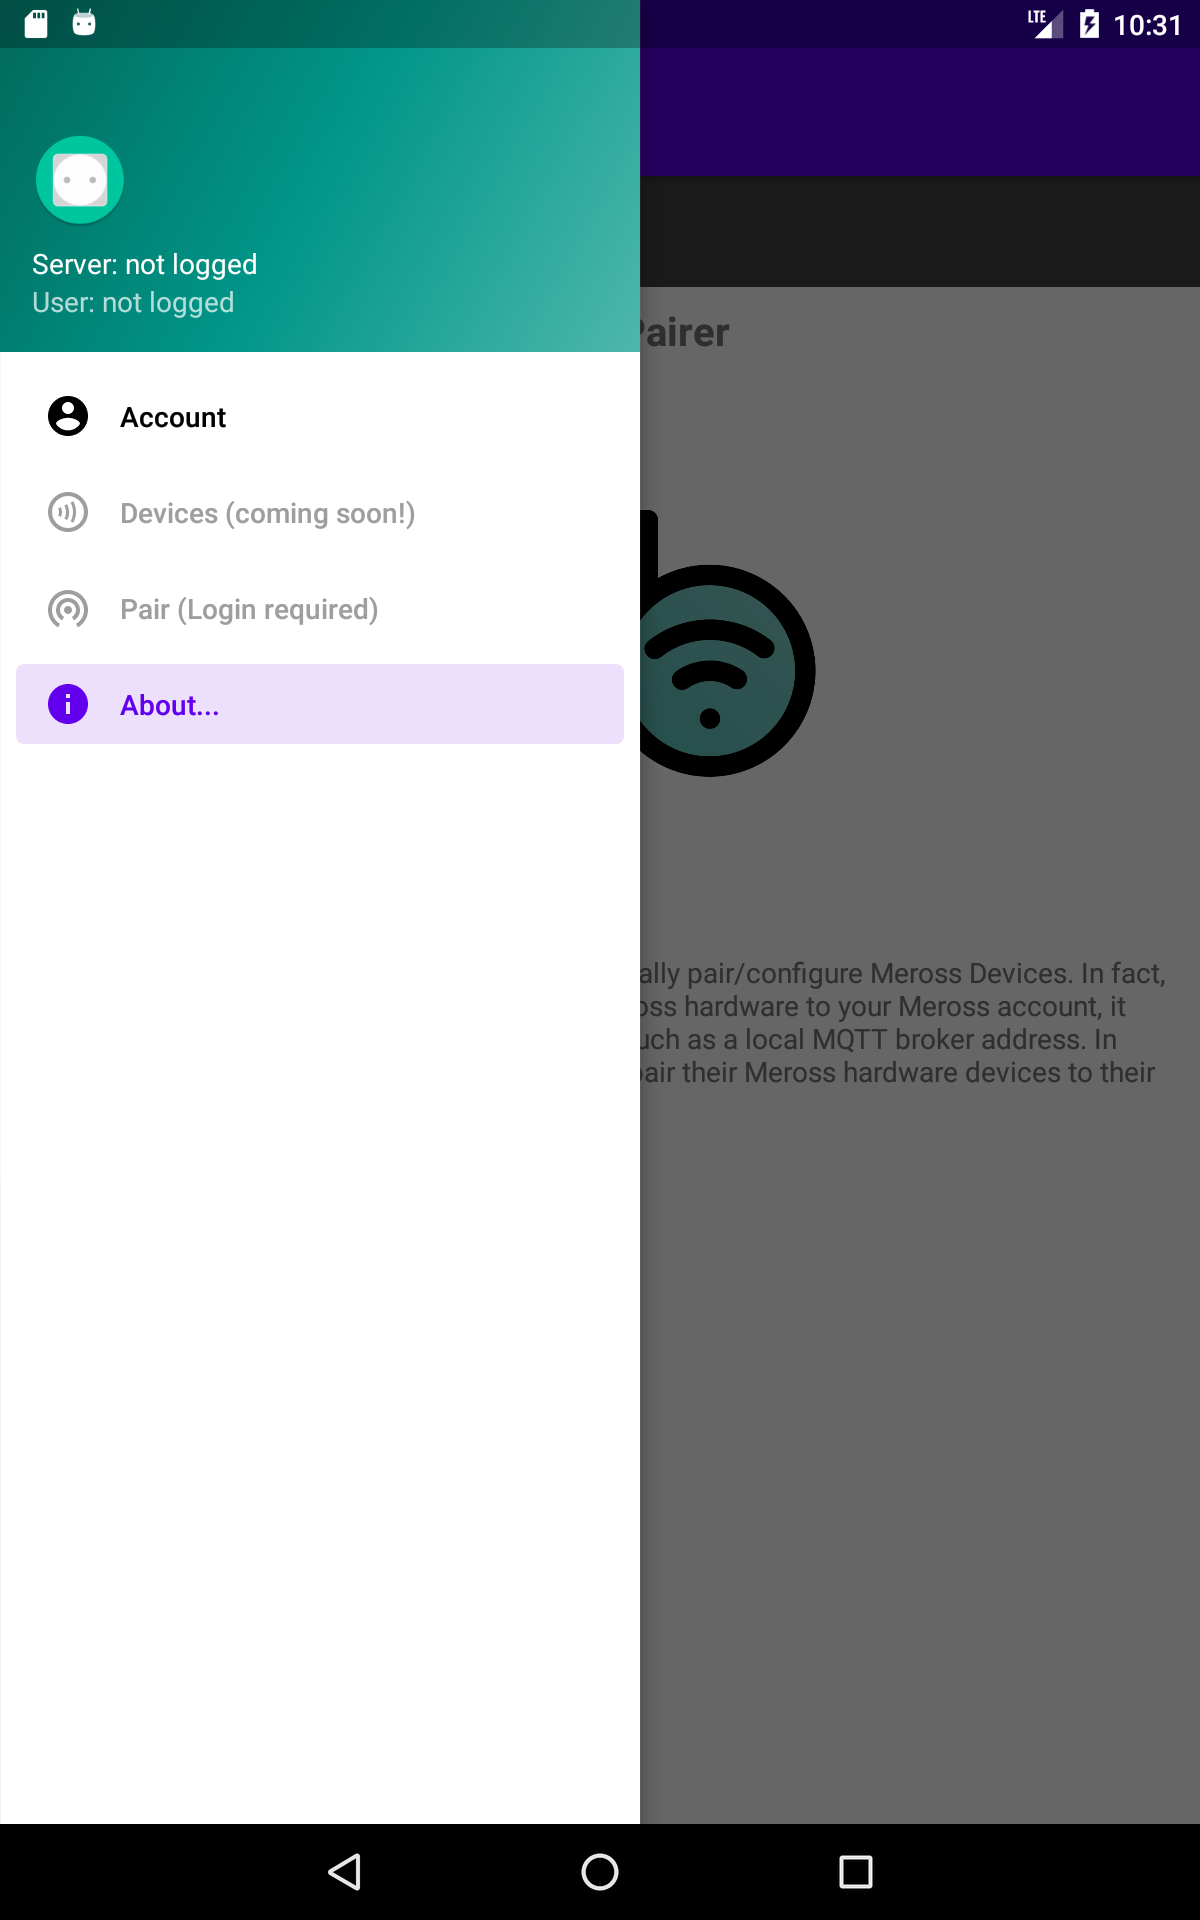 LTE 10:31
Server: not logged
User: not logged
Account
Devices (coming soon!)
Pair (Login required)
About...
airer
ally pair/configure Meross Devices. In fact,
ss hardware to your Meross account, it
uch as a local MQTT broker address. In
air their Meross hardware devices to their